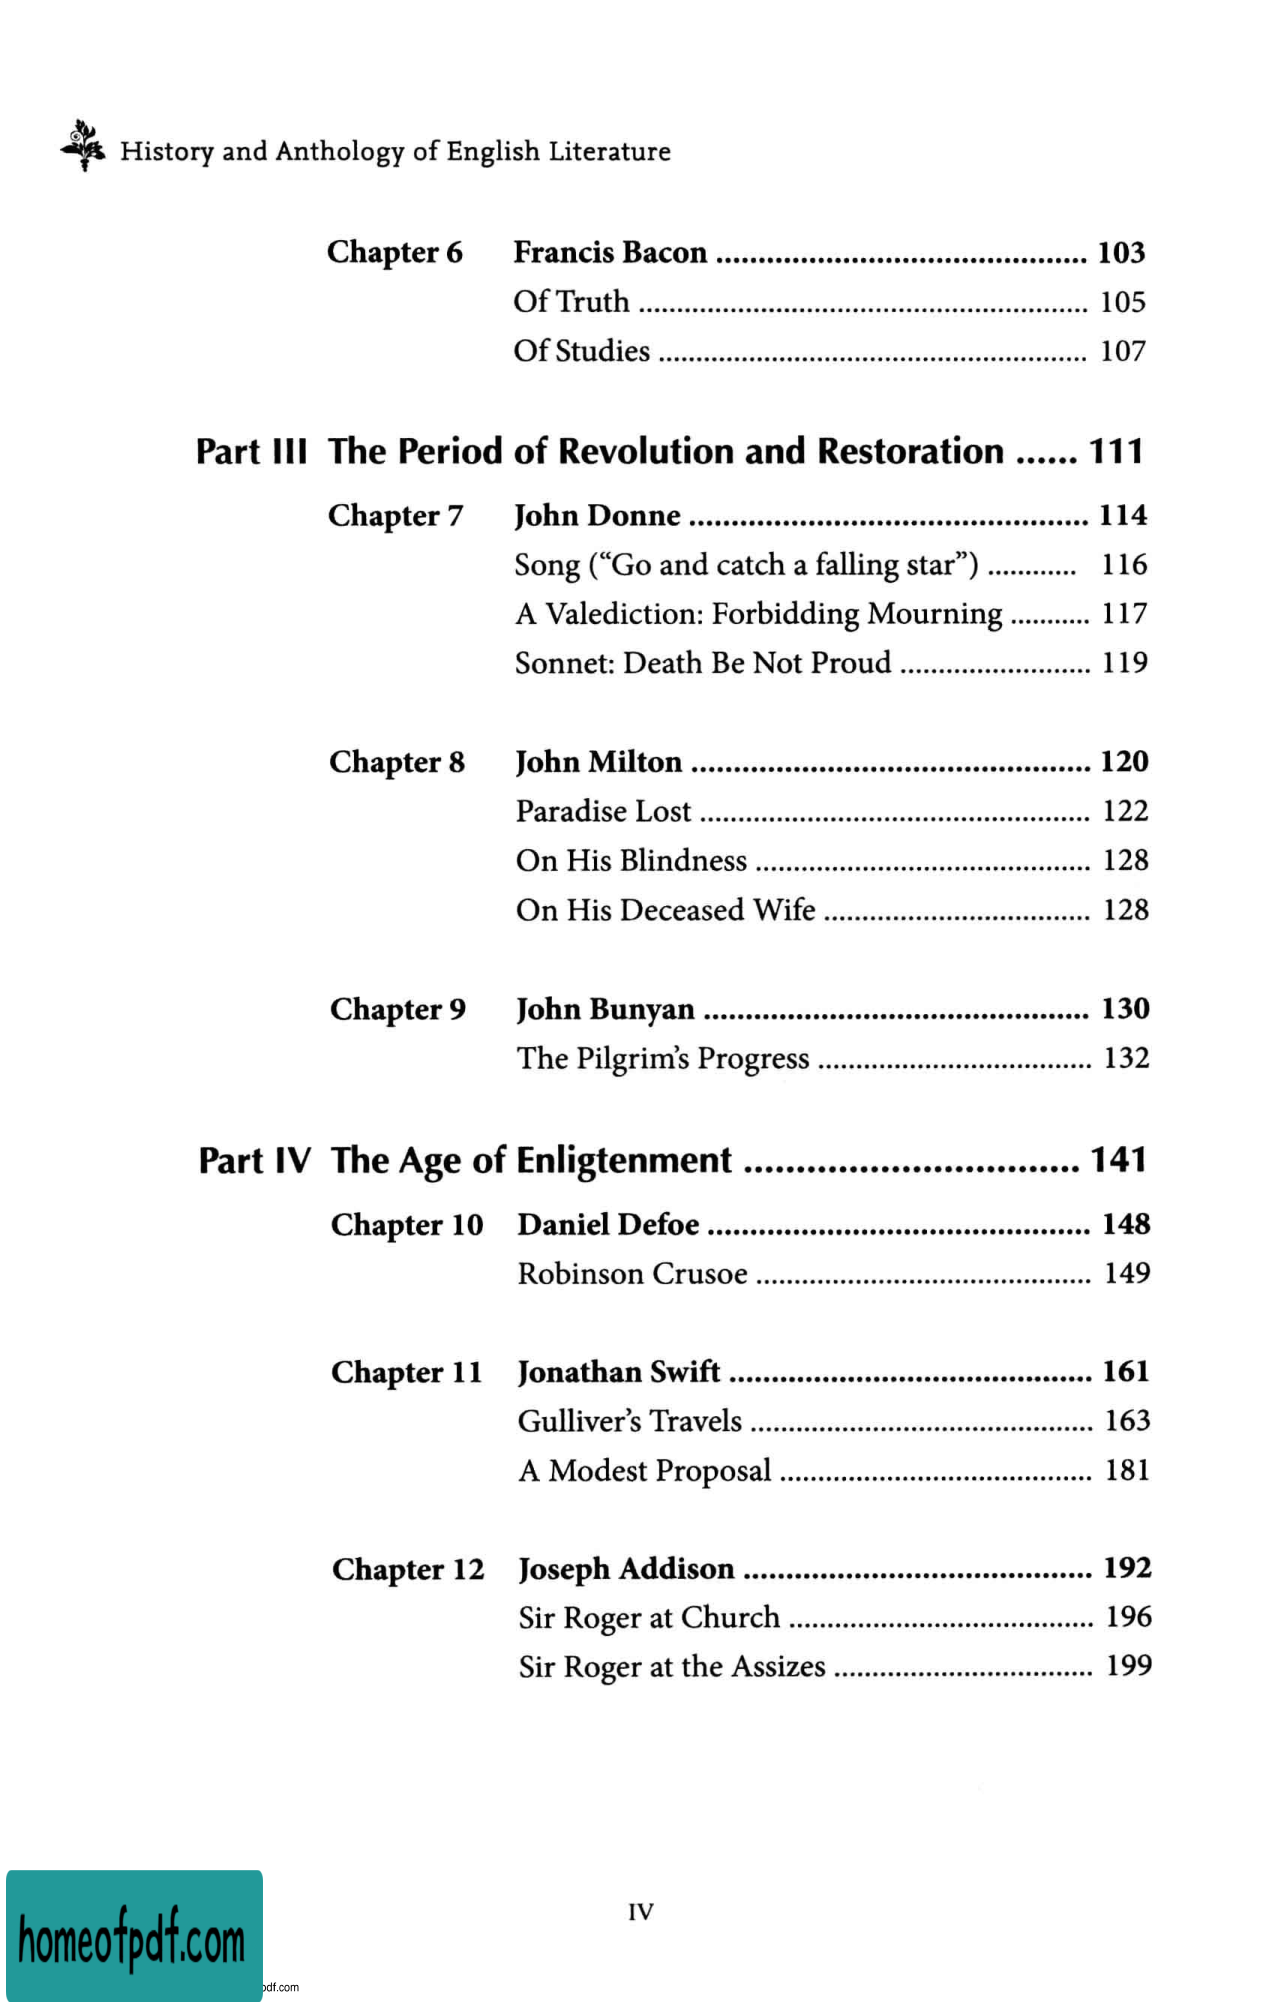 History and Anthology of English Literature
Chapter 6 Francis Bacon ............................................ 103
Of Truth ........................................................... 105
Of Studies ........................................................ 107
Part III The Period of Revolution and Restoration ...... 111
Chapter 7 John Donne ............................................... 114
Song (“Go and catch a falling star”) ............ 116
A Valediction: Forbidding Mourning ........... 117
Sonnet: Death Be Not Proud ......................... 119
Chapter 8 John Milton ............................................... 120
Paradise Lost .................................................... 122
On His Blindness ............................................ 128
On His Deceased Wife ................................... 128
Chapter 9 John Bunyan .............................................. 130
The Pilgrim's Progress .................................... 132
Part IV The Age of Enligtenment ................................ 141
Chapter 10 Daniel Defoe ............................................. 148
Robinson Crusoe ............................................ 149
Chapter 11 Jonathan Swift ........................................... 161
Gulliver's Travels ............................................. 163
A Modest Proposal ......................................... 181
Chapter 12 Joseph Addison ......................................... 192
Sir Roger at Church ........................................ 196
Sir Roger at the Assizes .................................. 199
IV
homeofpdf.com
pdf.com